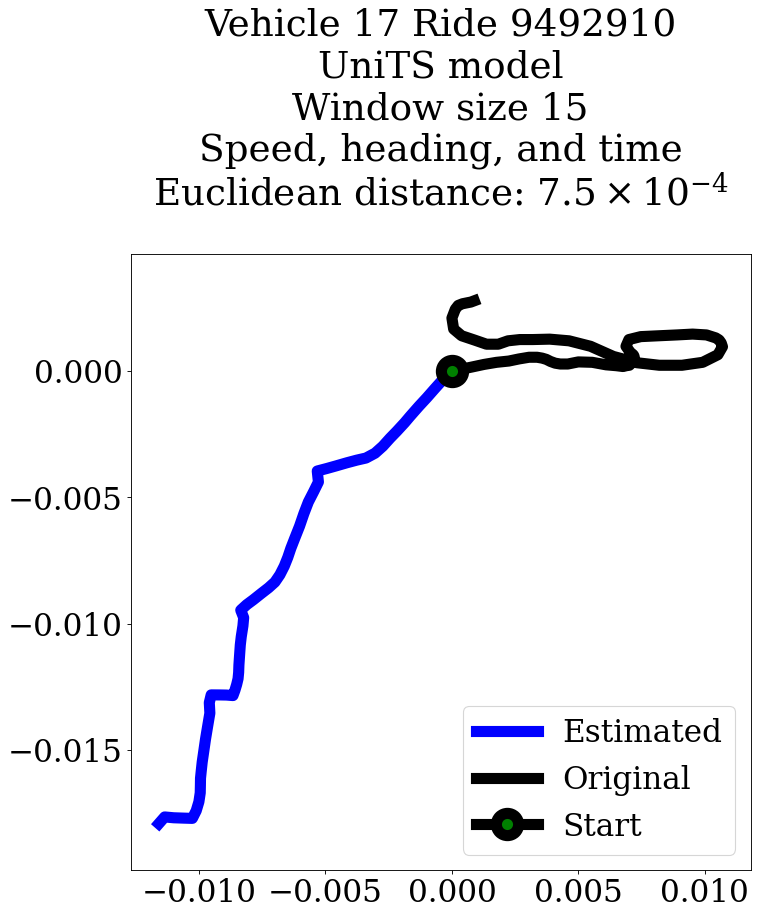 Vehicle 17 Ride 9492910
UniTS model
Window size 15
Speed, heading, and time
Euclidean distance: 7.5 × 10⁻⁴
0.000
−0.005
−0.010
−0.015
Estimated
Original
Start
−0.010 −0.005 0.000 0.005 0.010